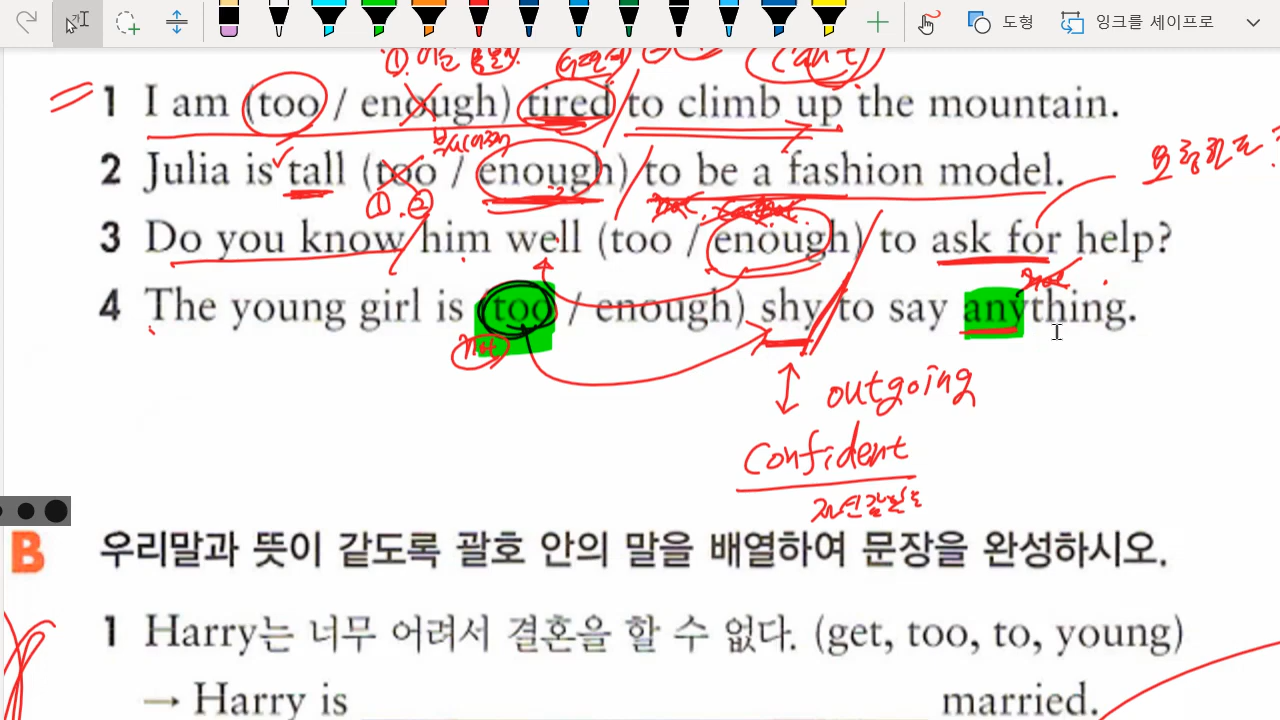 도형 잉크를 셰이프로
1 I am (too / enough) tired to climb up the mountain.
2 Julia is tall (too / enough) to be a fashion model.
①, ②
3 Do you know him well (too / enough) to ask for help?
4 The young girl is (too / enough) shy to say anything.
not
outgoing
confident
B 우리말과 뜻이 같도록 괄호 안의 말을 배열하여 문장을 완성하시오.
1 Harry는 너무 어려서 결혼을 할 수 없다. (get, too, to, young)
→ Harry is married.